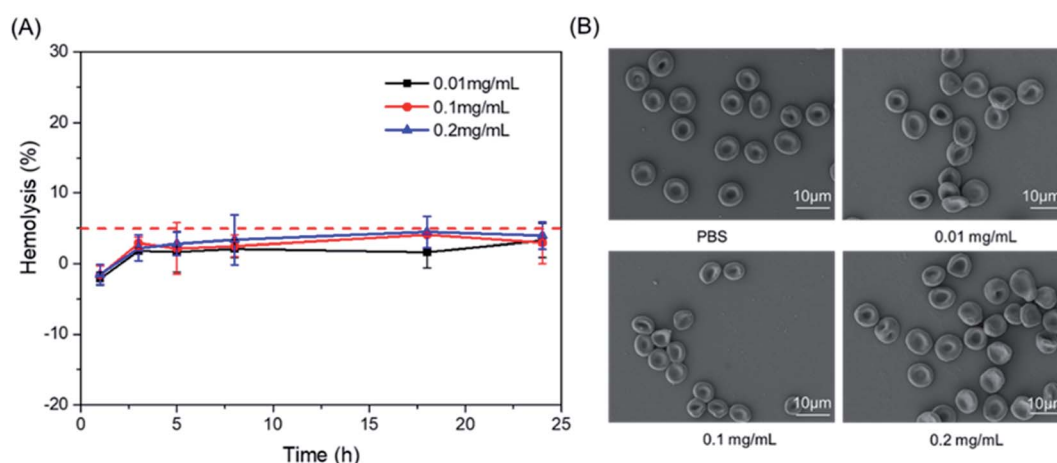 (A)
30
20
10
0
-10
-20
Hemolysis (%)
0.01mg/mL
0.1mg/mL
0.2mg/mL
0
5
10
15
20
25
Time (h)
(B)
10μm
PBS
10μm
0.01 mg/mL
10μm
0.1 mg/mL
10μm
0.2 mg/mL